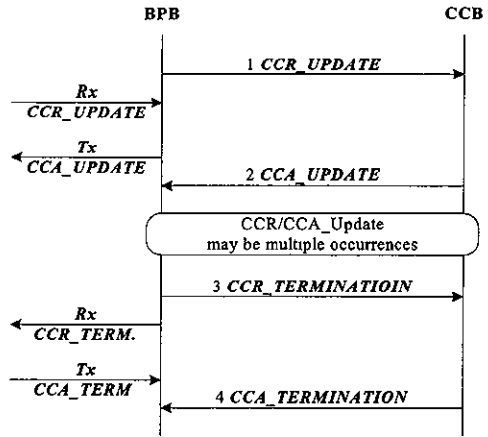 BPB
CCB
1 CCR_UPDATE
Rx
CCR_UPDATE
Tx
CCA_UPDATE
2 CCA_UPDATE
CCR/CCA_Update
may be multiple occurrences
3 CCR_TERMINATIOIN
Rx
CCR_TERM.
Tx
CCA_TERM
4 CCA_TERMINATION